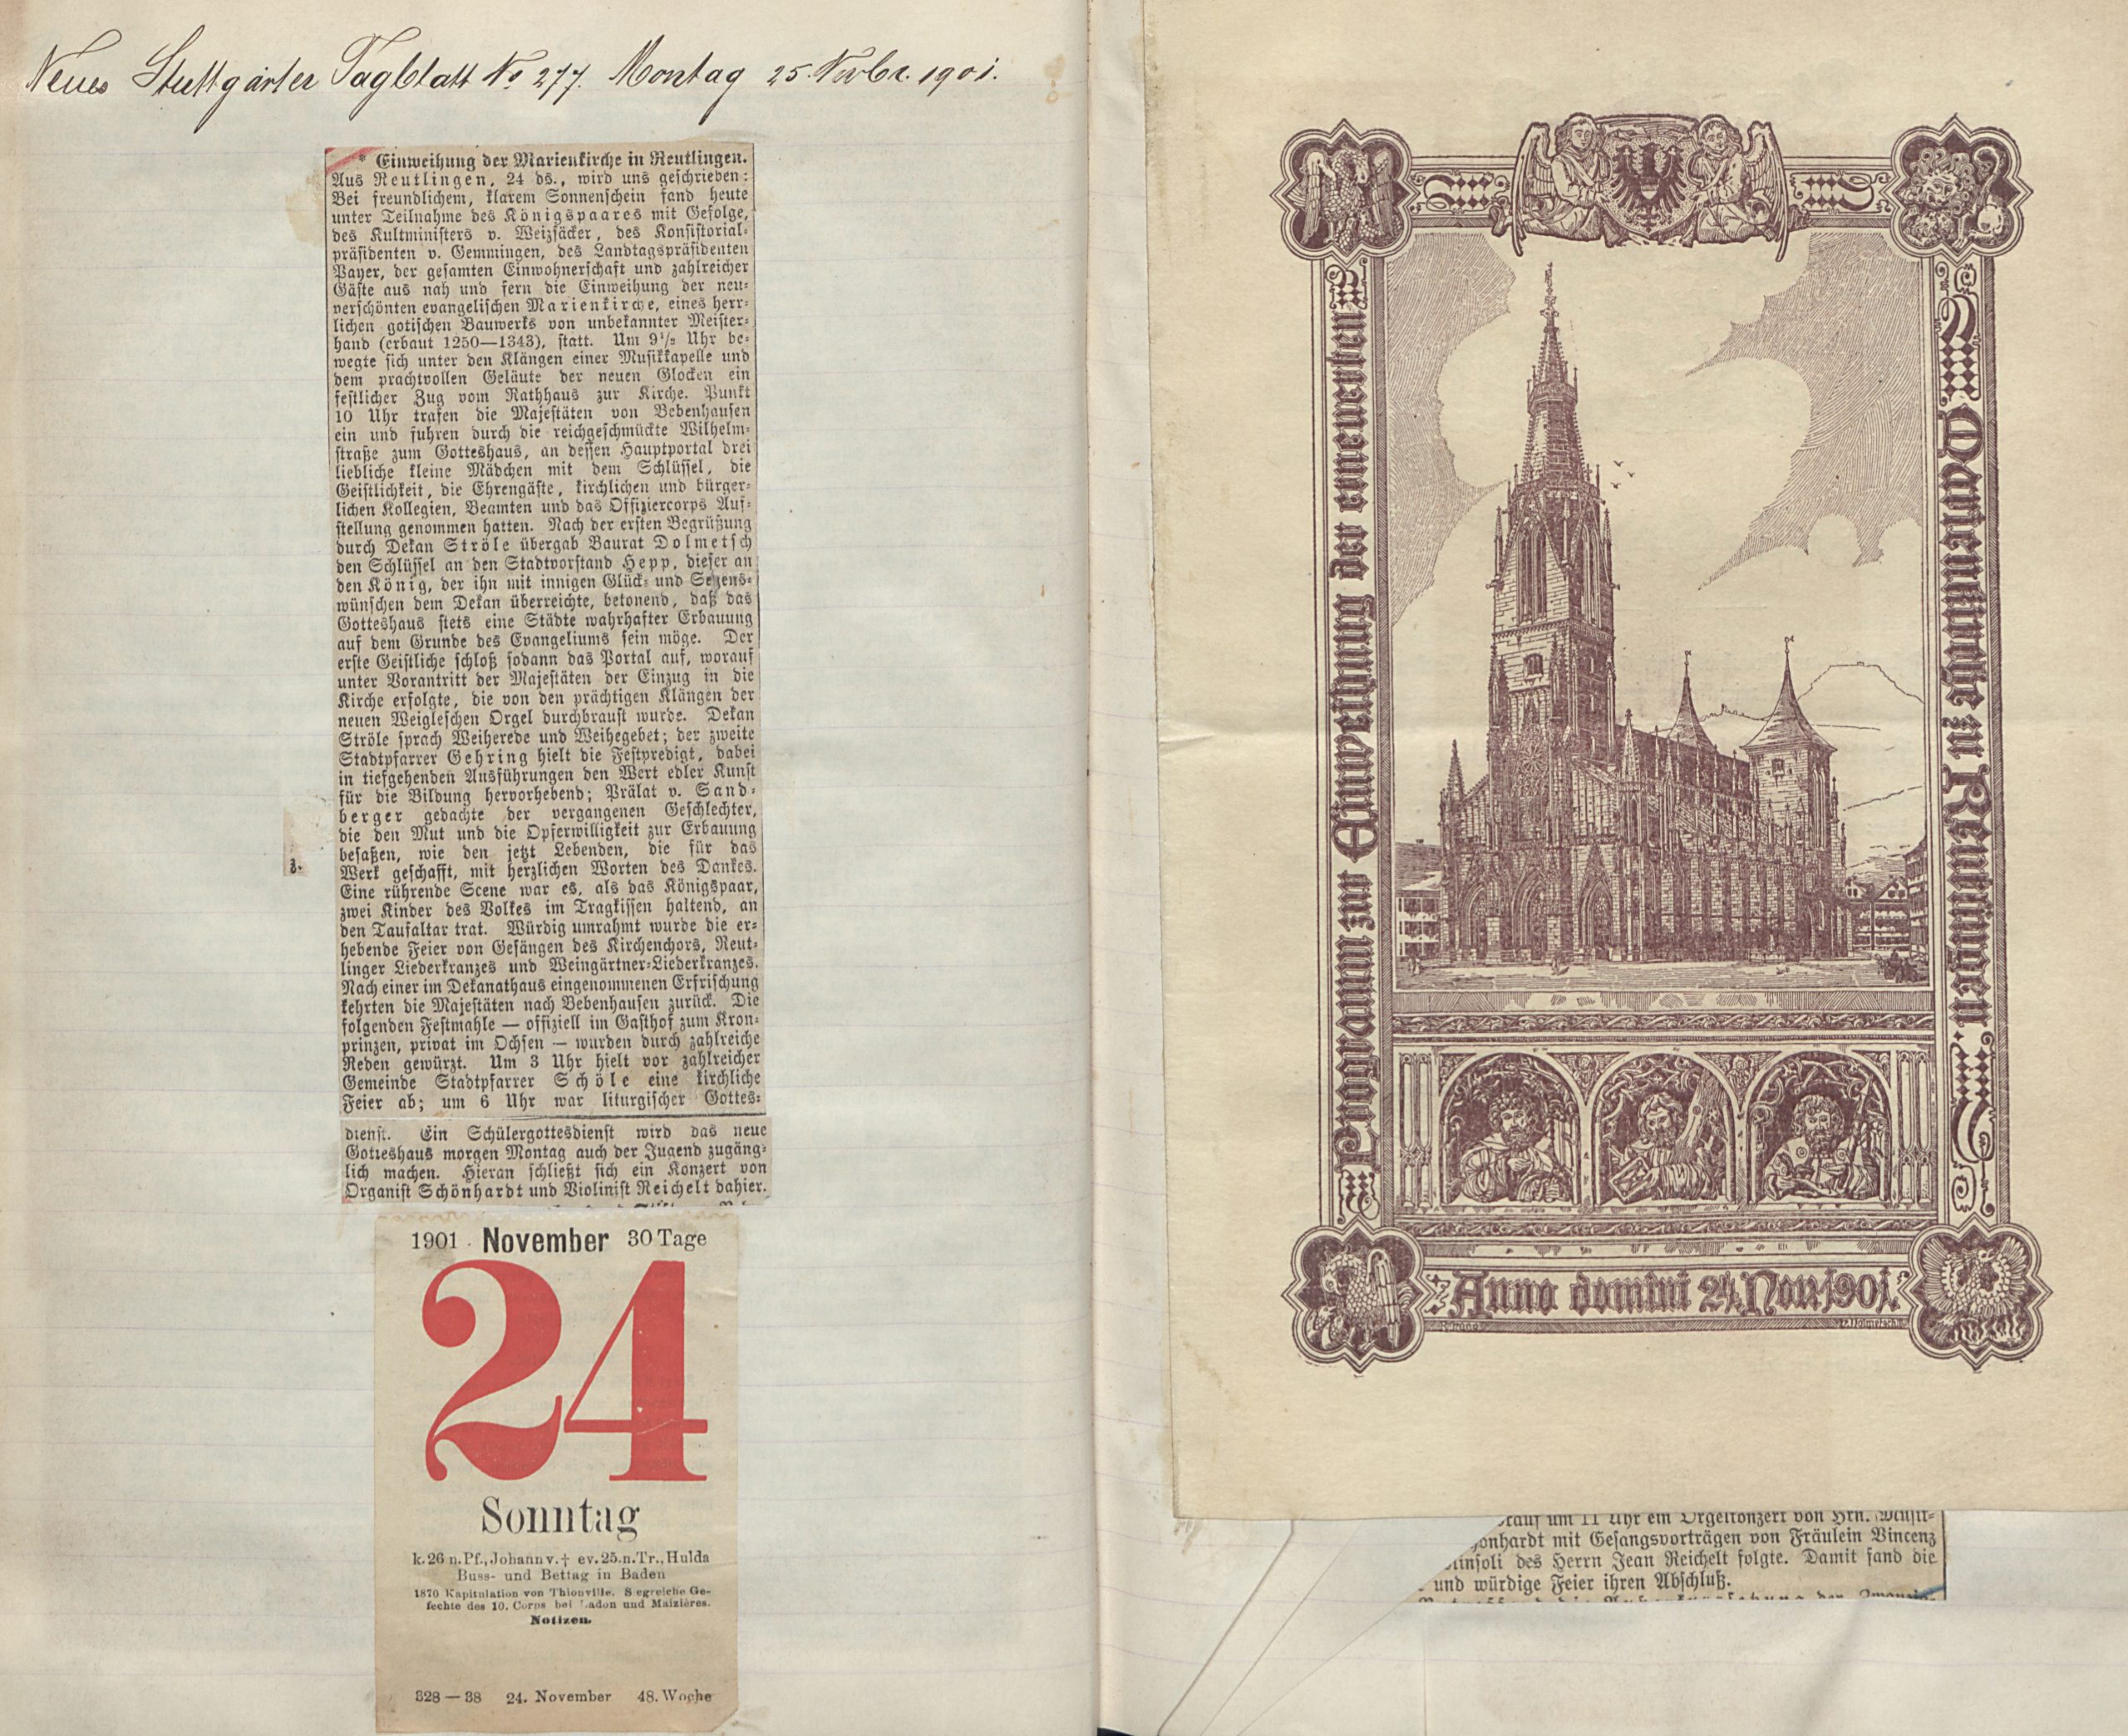 Neues Stuttgarter Tagblatt No 277. Montag 25. Novbr. 1901.
* Einweihung der Marienkirche in Reutlingen.
Aus Reutlingen, 24 ds., wird uns geschrieben:
Bei freundlichem, klarem Sonnenschein fand heute
unter Teilnahme des Königspaares mit Gefolge,
des Kultministers v. Weizsäcker, des Konsistorial-
präsidenten v. Gemmingen, des Landtagspräsidenten
Payer, der gesamten Einwohnerschaft und zahlreicher
Gäste aus nah und fern die Einweihung der neu-
verschönten evangelischen Marienkirche, eines herr-
lichen gotischen Bauwerks von unbekannter Meister-
hand (erbaut 1250—1343), statt. Um 9½ Uhr be-
wegte sich unter den Klängen einer Musikkapelle und
dem prachtvollen Geläute der neuen Glocken ein
festlicher Zug vom Rathhaus zur Kirche. Punkt
10 Uhr trafen die Majestäten von Bebenhausen
ein und fuhren durch die reichgeschmückte Wilhelm-
straße zum Gotteshaus, an dessen Hauptportal drei
liebliche kleine Mädchen mit dem Schlüssel, die
Geistlichkeit, die Ehrengäste, kirchlichen und bürger-
lichen Kollegien, Beamten und das Offiziercorps Auf-
stellung genommen hatten. Nach der ersten Begrüßung
durch Dekan Ströle übergab Baurat Dolmetsch
den Schlüssel an den Stadtvorstand Hepp, dieser an
den König, der ihn mit innigen Glück- und Segens-
wünschen dem Dekan überreichte, betonend, daß das
Gotteshaus stets eine Städte wahrhafter Erbauung
auf dem Grunde des Evangeliums sein möge. Der
erste Geistliche schloß sodann das Portal auf, worauf
unter Vorantritt der Majestäten der Einzug in die
Kirche erfolgte, die von den prächtigen Klängen der
neuen Weigleschen Orgel durchbraust wurde. Dekan
Ströle sprach Weiherede und Weihegebet; der zweite
Stadtpfarrer Gehring hielt die Festpredigt, dabei
in tiefgehenden Ausführungen den Wert edler Kunst
für die Bildung hervorhebend; Prälat v. Sand-
berger gedachte der vergangenen Geschlechter,
die den Mut und die Opferwilligkeit zur Erbauung
besaßen, wie den jetzt Lebenden, die für das
Werk geschafft, mit herzlichen Worten des Dankes.
Eine rührende Scene war es, als das Königspaar,
zwei Kinder des Volkes im Tragkissen haltend, an
den Taufaltar trat. Würdig umrahmt wurde die er-
hebende Feier von Gesängen des Kirchenchors, Reut-
linger Liederkranzes und Weingärtner-Liederkranzes.
Nach einer im Dekanathaus eingenommenen Erfrischung
kehrten die Majestäten nach Bebenhausen zurück. Die
folgenden Festmahle — offiziell im Gasthof zum Kron-
prinzen, privat im Ochsen — wurden durch zahlreiche
Reden gewürzt. Um 3 Uhr hielt vor zahlreicher
Gemeinde Stadtpfarrer Schöle eine kirchliche
Feier ab; um 6 Uhr war liturgischer Gottes-
dienst. Ein Schülergottesdienst wird das neue
Gotteshaus morgen Montag auch der Jugend zugäng-
lich machen. Hieran schließt sich ein Konzert von
Organist Schönhardt und Violinist Reichelt dahier.
z.
1901 November 30 Tage
24
Sonntag
k. 26 n. Pf., Johann v. † ev. 25. n. Tr., Hulda
Buss- und Bettag in Baden
1870 Kapitulation von Thionville. S egreiche Ge-
fechte des 10. Corps bei Ladon und Maizières.
Notizen.
328 — 38 24. November 48. Woche
Programm zur Einweihung der erneuerten
Marienkirche zu Reutlingen
Anno domini 24. Nov. 1901.
H. Dolmetsch
rauf um 11 Uhr ein Orgelkonzert von Hrn. Musik-
onhardt mit Gesangsvorträgen von Fräulein Vincenz
linsoli des Herrn Jean Reichelt folgte. Damit fand die
und würdige Feier ihren Abschluß.